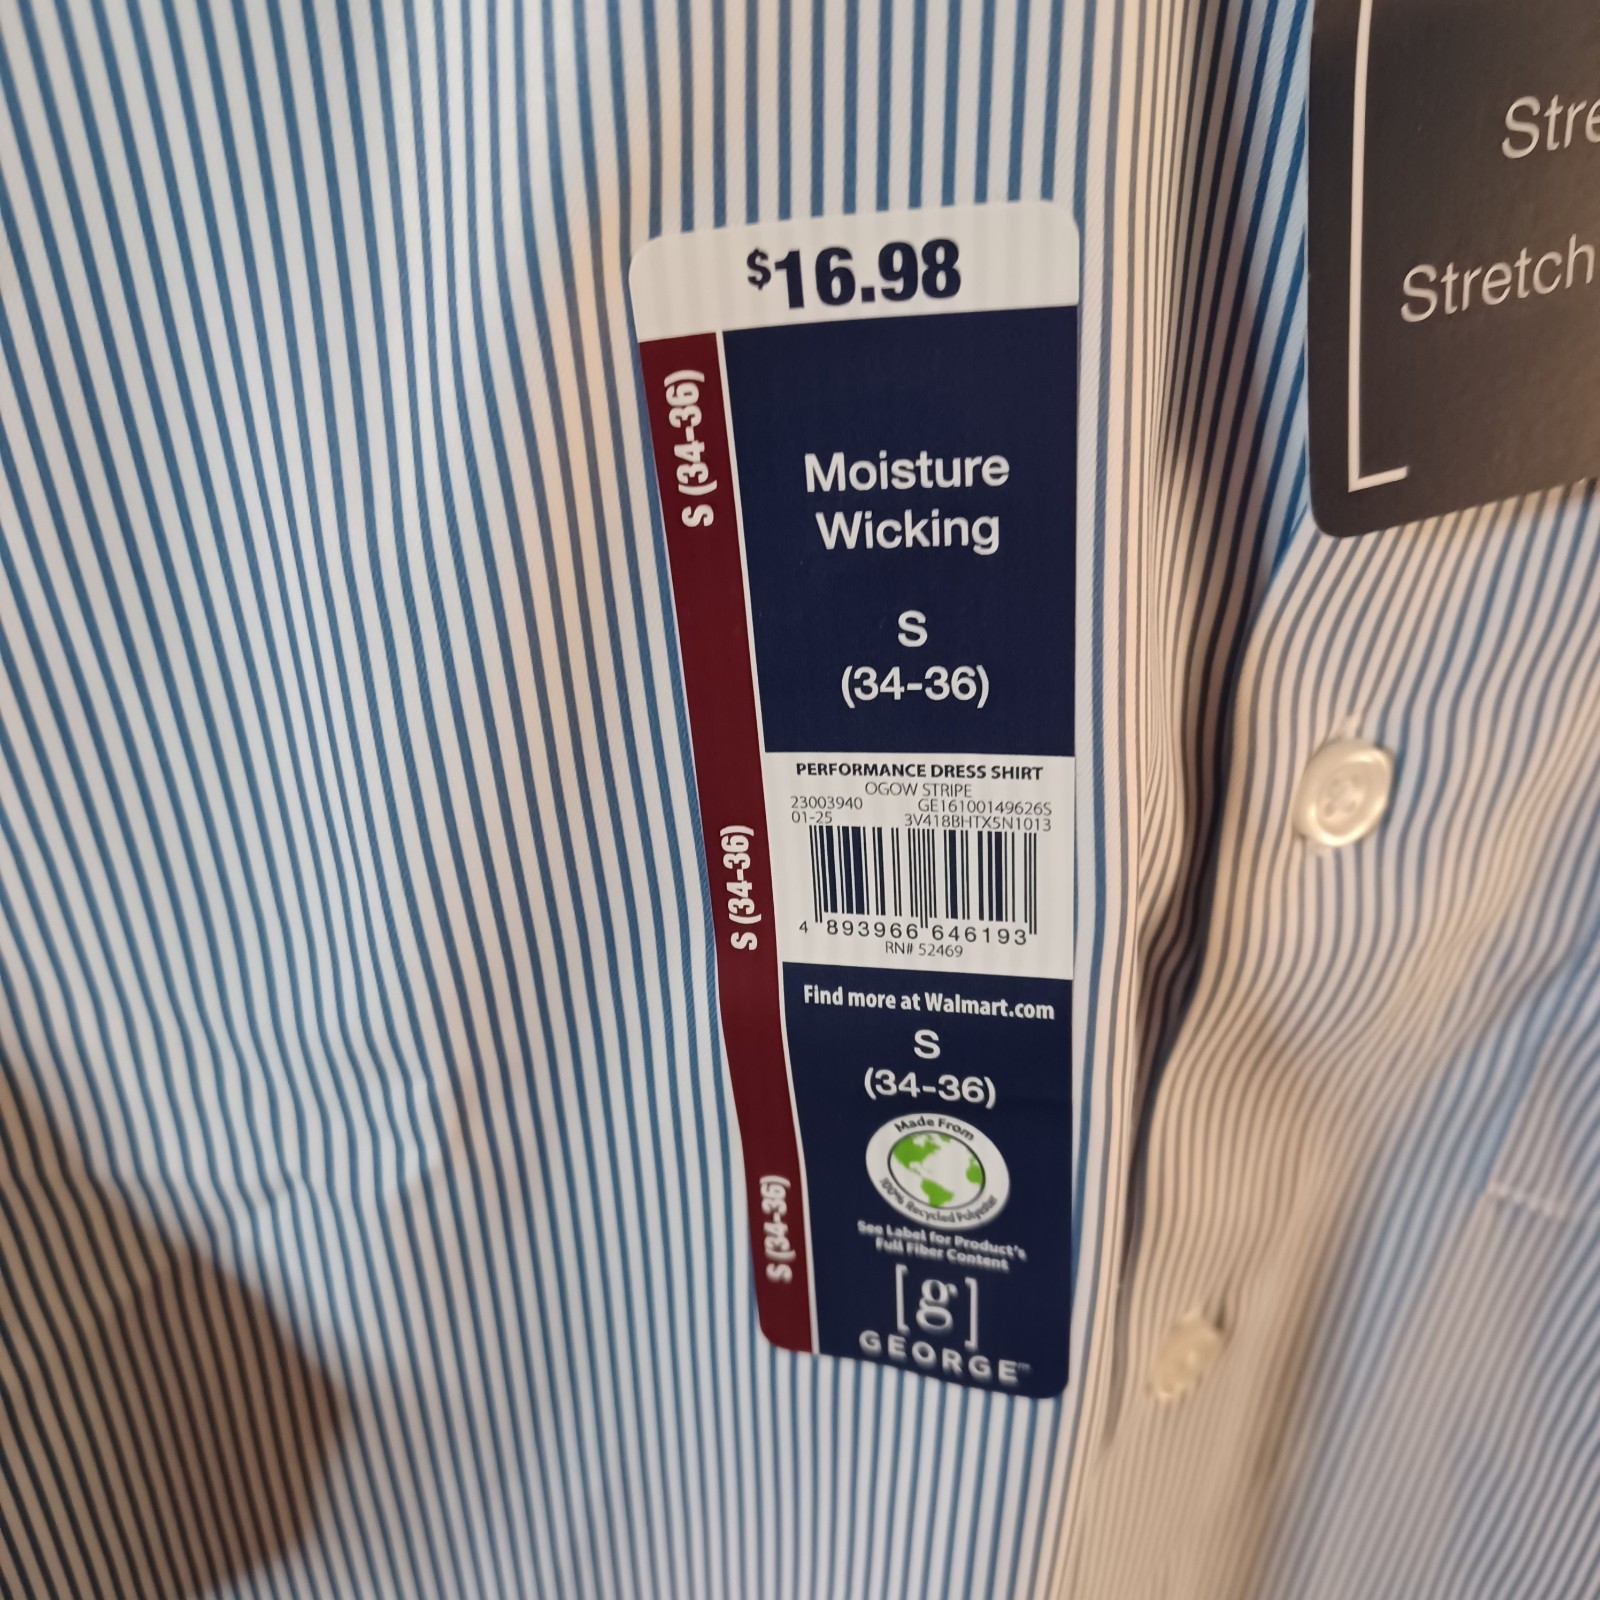 $16.98
S (34-36)
Moisture
Wicking
S
(34-36)
PERFORMANCE DRESS SHIRT
OGOW STRIPE
23003940 GE16100149626S
01-25 3V418BHTX5N1013
4 893966 646193
RN# 52469
S (34-36)
Find more at Walmart.com
S
(34-36)
Made From
100% Recycled Polyester
See Label for Product's
Full Fiber Content
S (34-36)
[g]
GEORGE™
Stre
Stretch